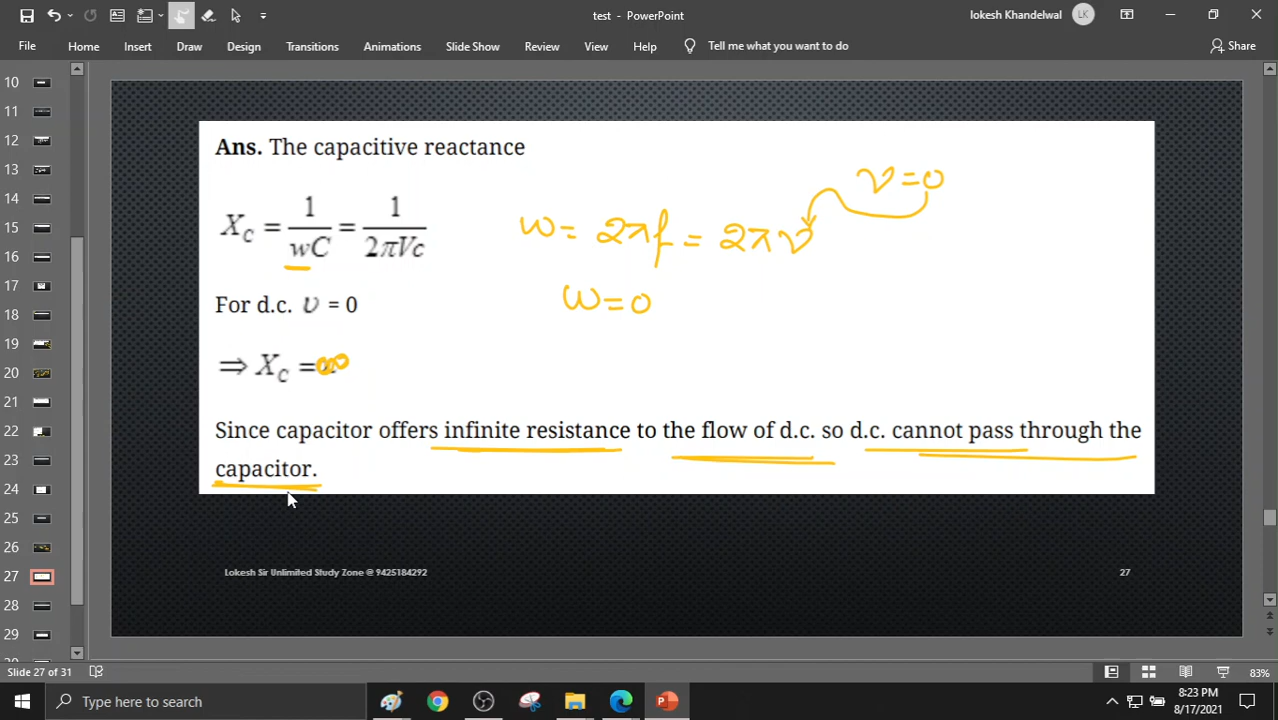 test - PowerPoint
lokesh Khandelwal LK
File Home Insert Draw Design Transitions Animations Slide Show Review View Help Tell me what you want to do Share
10
11
12
13
14
15
16
17
18
19
20
21
22
23
24
25
26
27
28
29
Ans. The capacitive reactance
X_C = 1/wC = 1/2πVc
ω = 2πf = 2πν
ν = 0
For d.c. υ = 0
ω = 0
⇒ X_C = ∞
Since capacitor offers infinite resistance to the flow of d.c. so d.c. cannot pass through the
capacitor.
Lokesh Sir Unlimited Study Zone @ 9425184292 27
Slide 27 of 31 83%
Type here to search
8:23 PM
8/17/2021